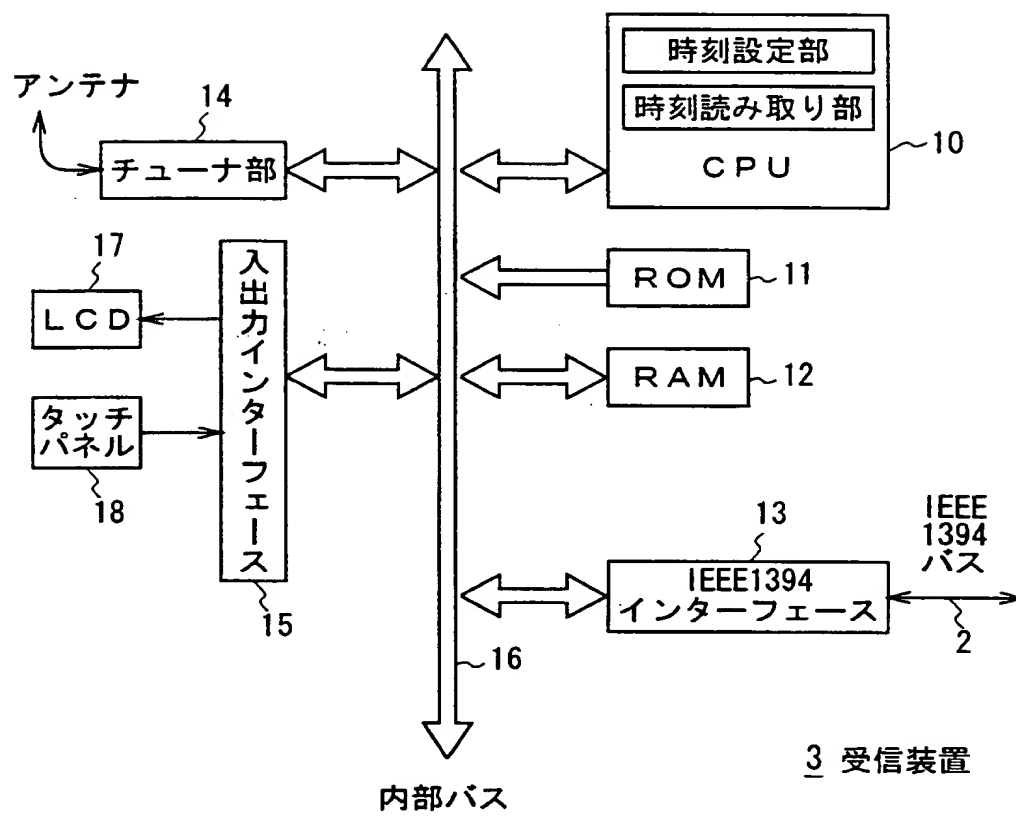 アンテナ
14
チューナ部
時刻設定部
時刻読み取り部
CPU
10
17
LCD
入出力インターフェース
ROM
11
RAM
12
タッチ
パネル
18
15
13
IEEE1394
インターフェース
IEEE
1394
バス
2
16
内部バス
3 受信装置